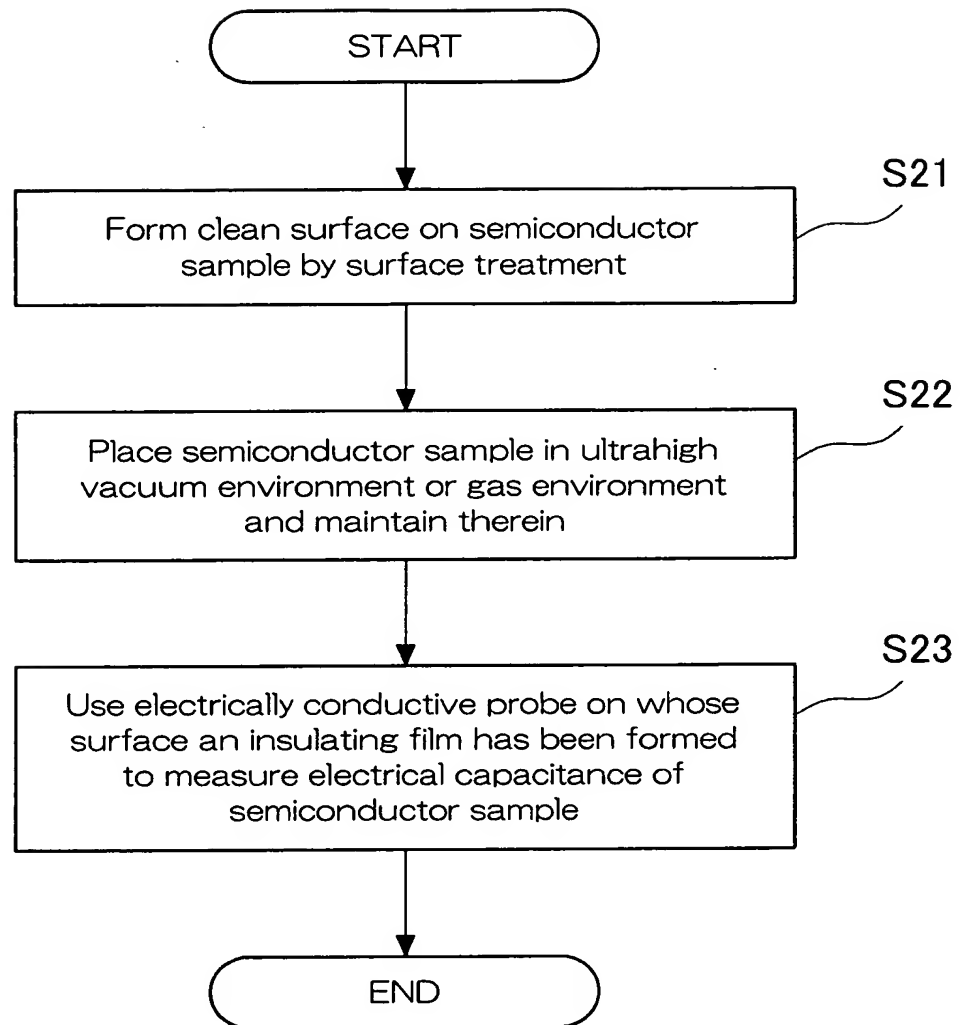 START
S21
Form clean surface on semiconductor
sample by surface treatment
S22
Place semiconductor sample in ultrahigh
vacuum environment or gas environment
and maintain therein
S23
Use electrically conductive probe on whose
surface an insulating film has been formed
to measure electrical capacitance of
semiconductor sample
END